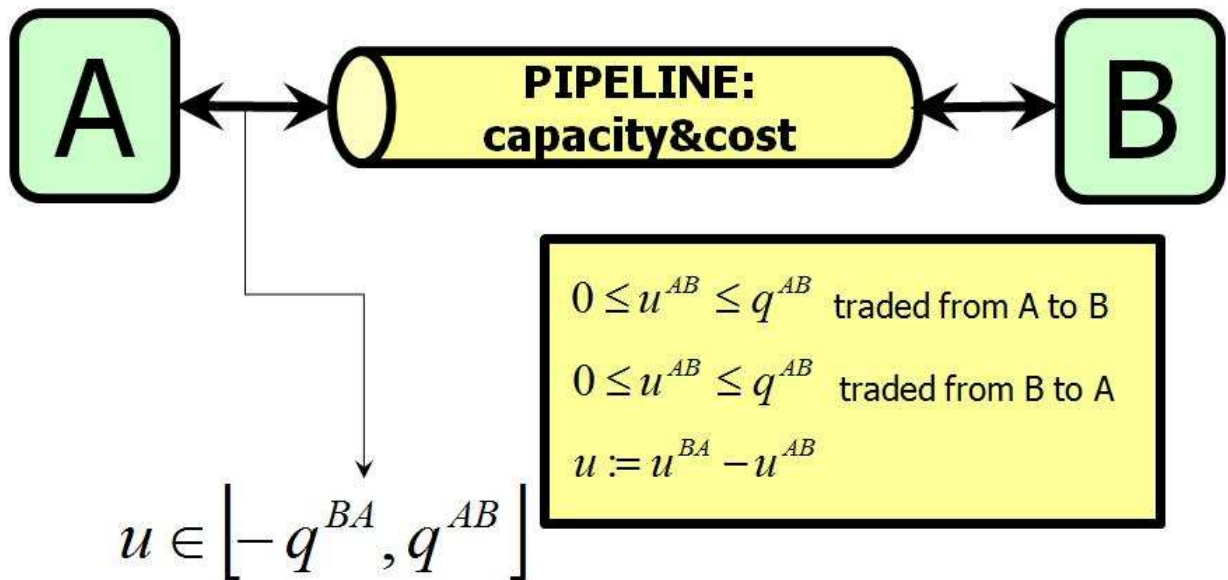 A
PIPELINE:
capacity&cost
B
0 ≤ u^{AB} ≤ q^{AB} traded from A to B
0 ≤ u^{AB} ≤ q^{AB} traded from B to A
u := u^{BA} − u^{AB}
u ∈ ⌊−q^{BA}, q^{AB}⌋